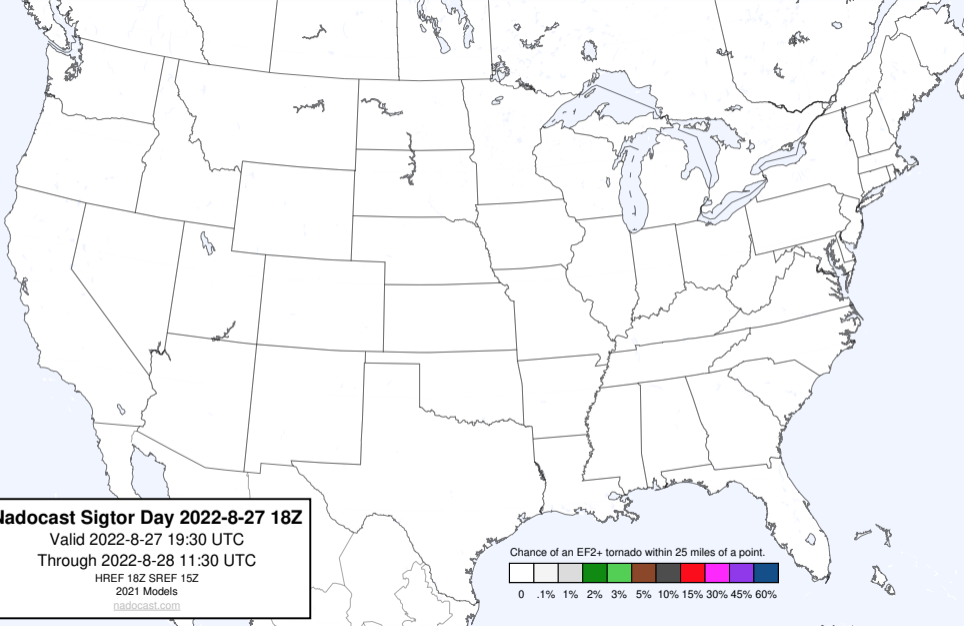 Nadocast Sigtor Day 2022-8-27 18Z
Valid 2022-8-27 19:30 UTC
Through 2022-8-28 11:30 UTC
HREF 18Z SREF 15Z
2021 Models
nadocast.com
Chance of an EF2+ tornado within 25 miles of a point.
0 .1% 1% 2% 3% 5% 10% 15% 30% 45% 60%